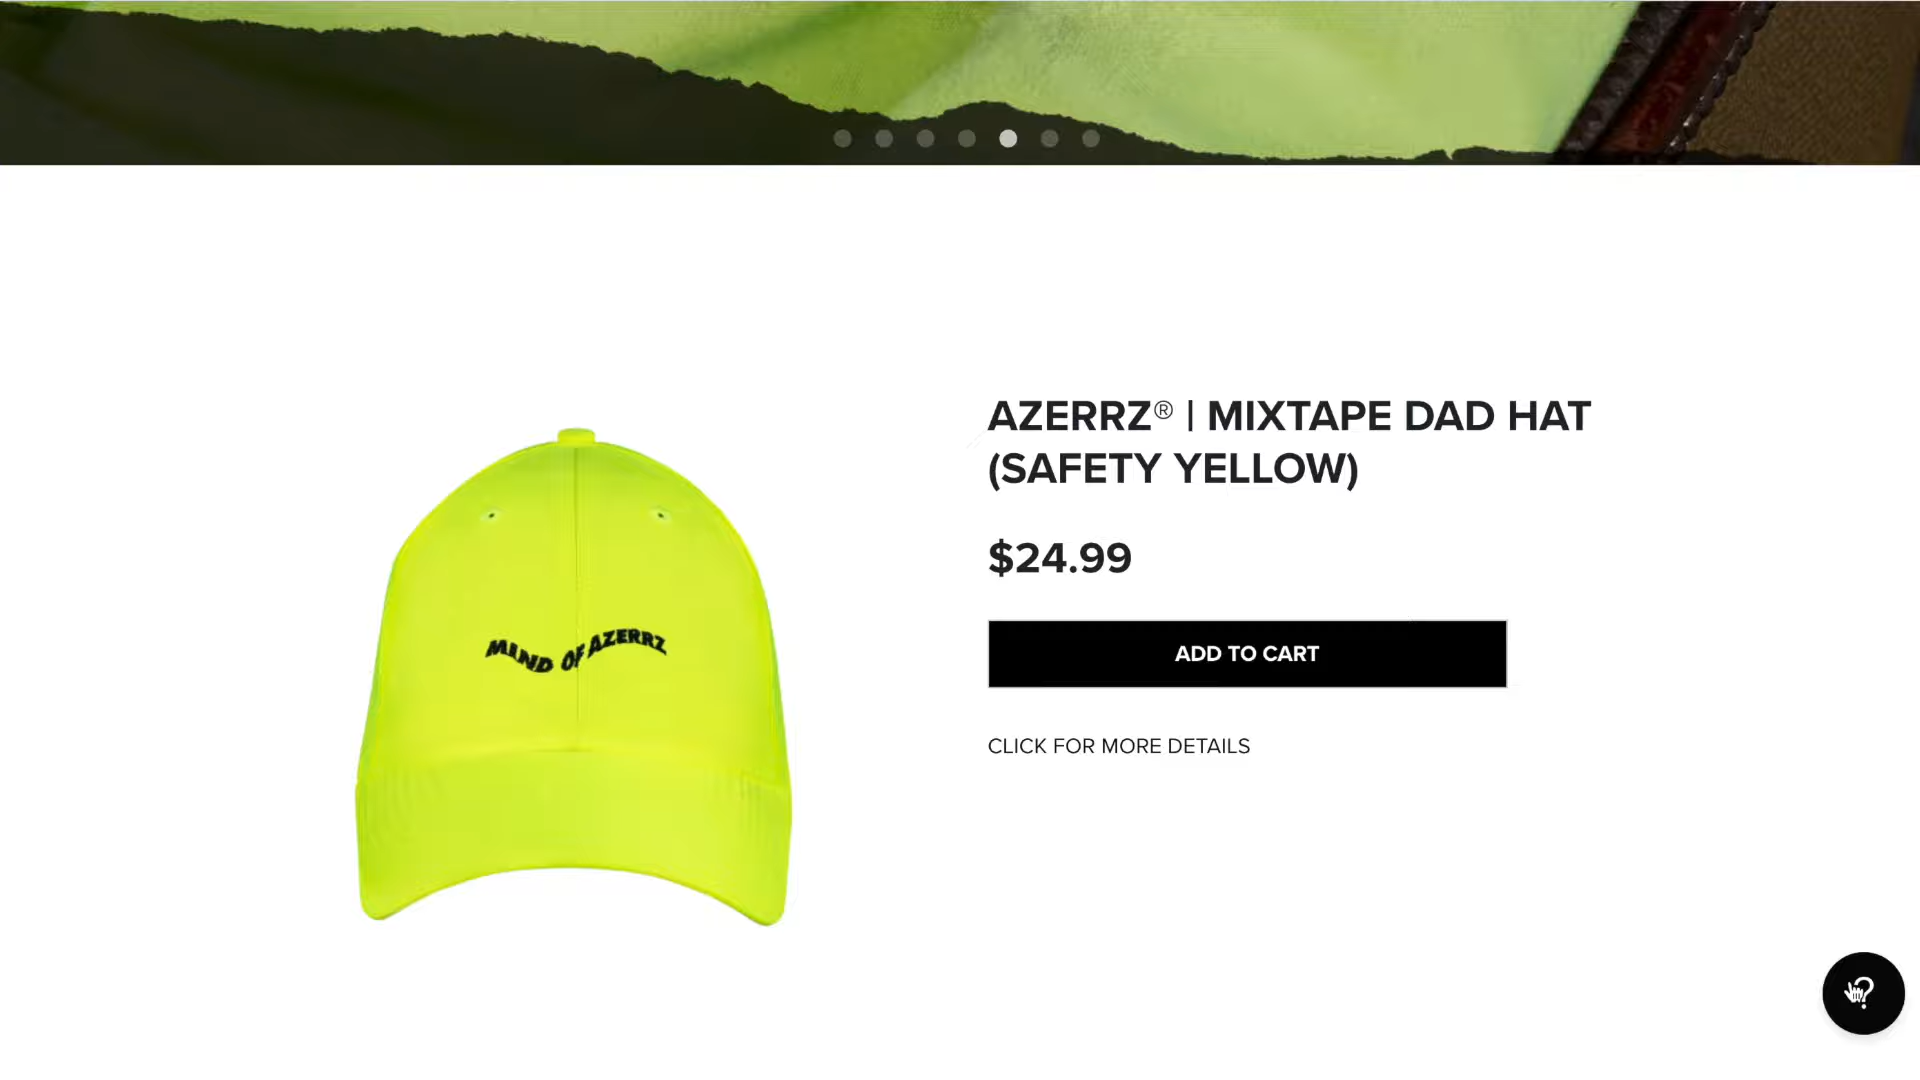 AZERRZ® | MIXTAPE DAD HAT
(SAFETY YELLOW)
$24.99
MIND OF AZERRZ
ADD TO CART
CLICK FOR MORE DETAILS
?